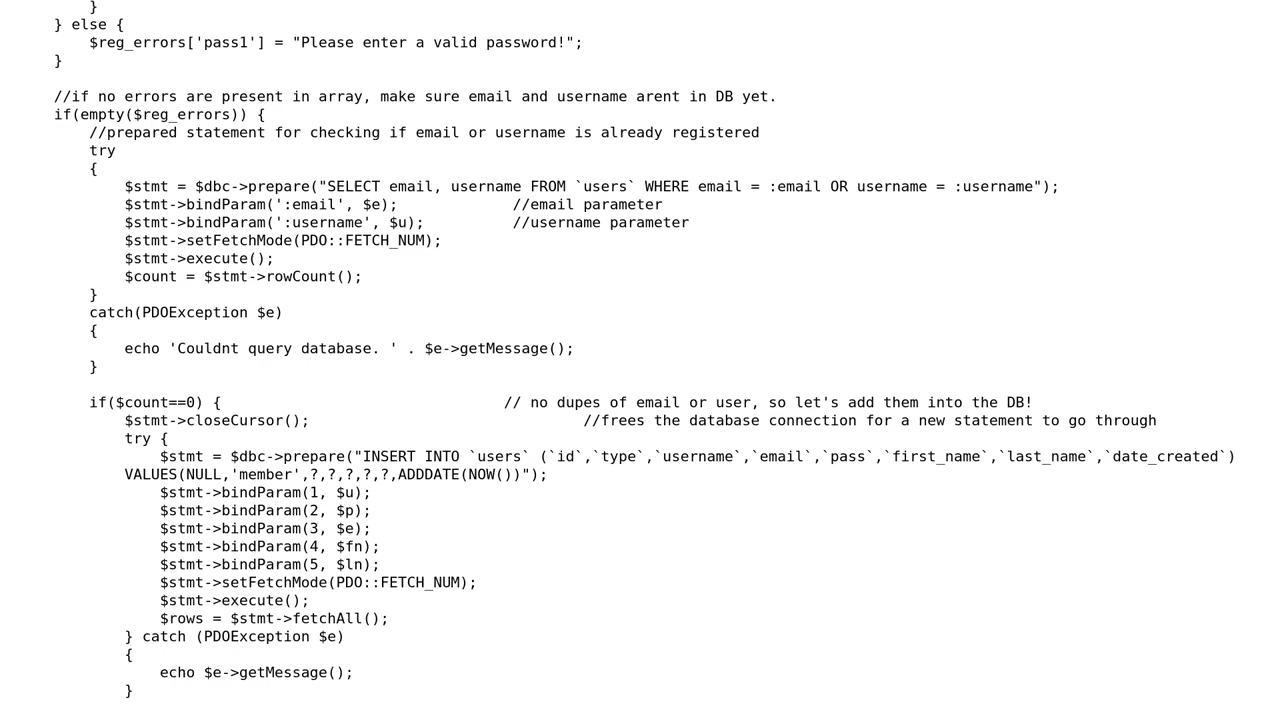 }
    } else {
        $reg_errors['pass1'] = "Please enter a valid password!";
    }

    //if no errors are present in array, make sure email and username arent in DB yet.
    if(empty($reg_errors)) {
        //prepared statement for checking if email or username is already registered
        try
        {
            $stmt = $dbc->prepare("SELECT email, username FROM `users` WHERE email = :email OR username = :username");
            $stmt->bindParam(':email', $e);             //email parameter
            $stmt->bindParam(':username', $u);          //username parameter
            $stmt->setFetchMode(PDO::FETCH_NUM);
            $stmt->execute();
            $count = $stmt->rowCount();
        }
        catch(PDOException $e)
        {
            echo 'Couldnt query database. ' . $e->getMessage();
        }

        if($count==0) {                                // no dupes of email or user, so let's add them into the DB!
            $stmt->closeCursor();                               //frees the database connection for a new statement to go through
            try {
                $stmt = $dbc->prepare("INSERT INTO `users` (`id`,`type`,`username`,`email`,`pass`,`first_name`,`last_name`,`date_created`)
            VALUES(NULL,'member',?,?,?,?,?,ADDDATE(NOW())");
                $stmt->bindParam(1, $u);
                $stmt->bindParam(2, $p);
                $stmt->bindParam(3, $e);
                $stmt->bindParam(4, $fn);
                $stmt->bindParam(5, $ln);
                $stmt->setFetchMode(PDO::FETCH_NUM);
                $stmt->execute();
                $rows = $stmt->fetchAll();
            } catch (PDOException $e)
            {
                echo $e->getMessage();
            }